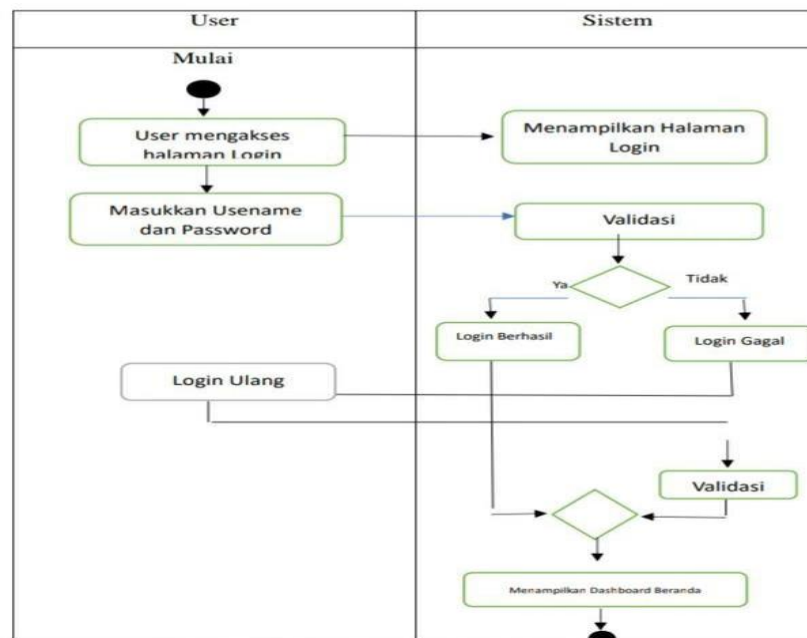 User
Sistem
Mulai
User mengakses
halaman Login
Menampilkan Halaman
Login
Masukkan Usename
dan Password
Validasi
Ya
Tidak
Login Berhasil
Login Gagal
Login Ulang
Validasi
Menampilkan Dashboard Beranda